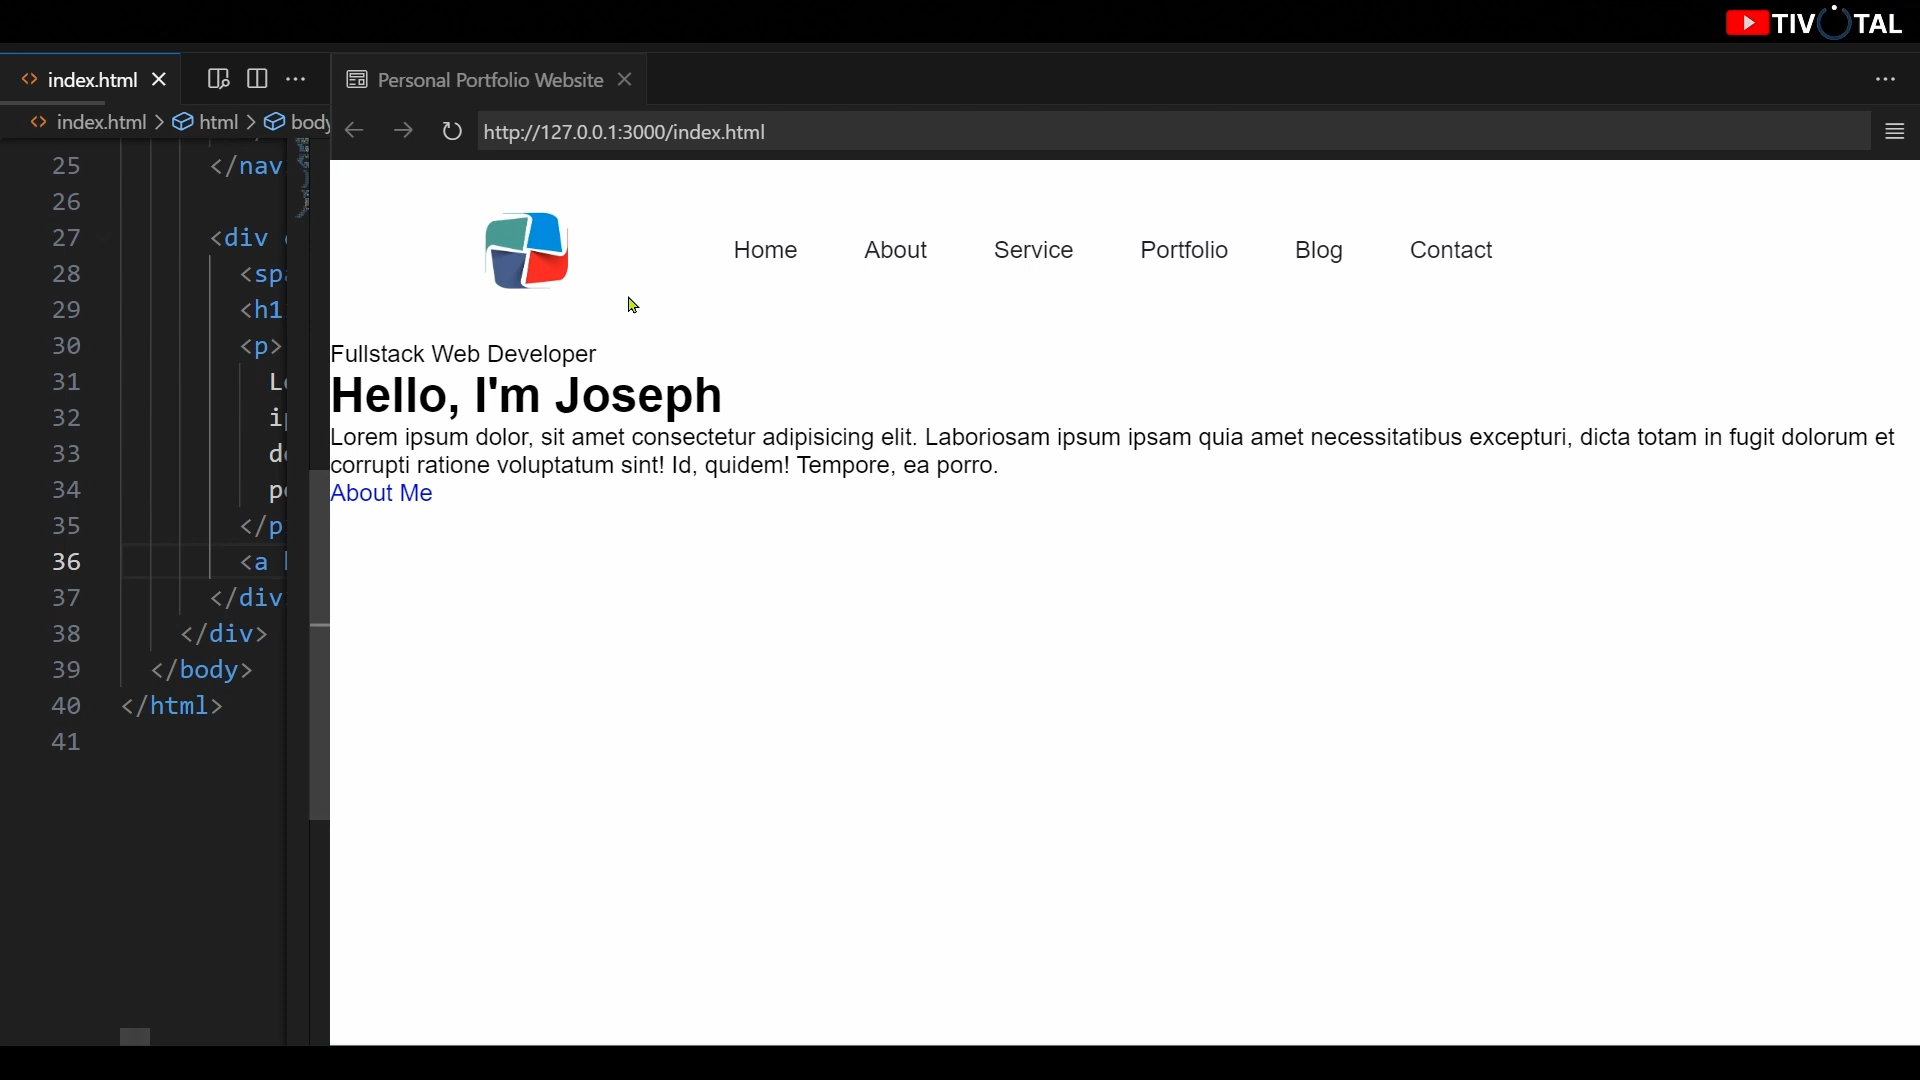 TIVOTAL
index.html
Personal Portfolio Website
index.html > html > body
http://127.0.0.1:3000/index.html
25 </nav
26
27 <div
28 <spa
29 <h1
30 <p>
31
32
33
34
35 </p
36 <a
37 </div
38 </div>
39 </body>
40 </html>
41
Home About Service Portfolio Blog Contact
Fullstack Web Developer
Hello, I'm Joseph
Lorem ipsum dolor, sit amet consectetur adipisicing elit. Laboriosam ipsum ipsam quia amet necessitatibus excepturi, dicta totam in fugit dolorum et
corrupti ratione voluptatum sint! Id, quidem! Tempore, ea porro.
About Me